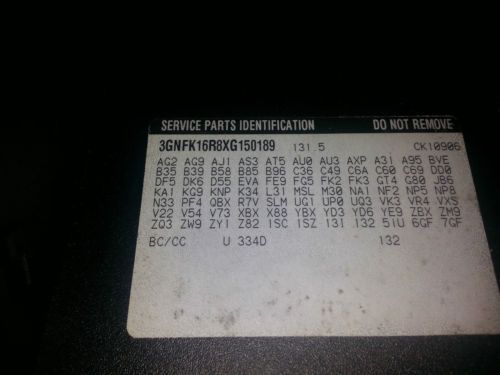 SERVICE PARTS IDENTIFICATION DO NOT REMOVE
3GNFK16R8XG150189 131.5 CK10906
AG2 AG9 AJ1 AS3 AT5 AU0 AU3 AXP A31 A95 BVE
B35 B39 B58 B85 B96 C36 C49 C6A C60 C69 DD0
DF5 DK6 D55 EVA FE9 FG5 FK2 FK3 GT4 G80 JB6
KA1 KG9 KNP K34 L31 MSL M30 NA1 NF2 NP5 NP8
N33 PF4 QBX R7V SLM UG1 UP0 UQ3 VK3 VR4 VXS
V22 V54 V73 XBX X88 YBX YD3 YD6 YE9 ZBX ZM9
ZQ3 ZW9 ZY1 Z82 1SC 1SZ 13I 132 51U 6GF 7GF
BC/CC U 334D 132